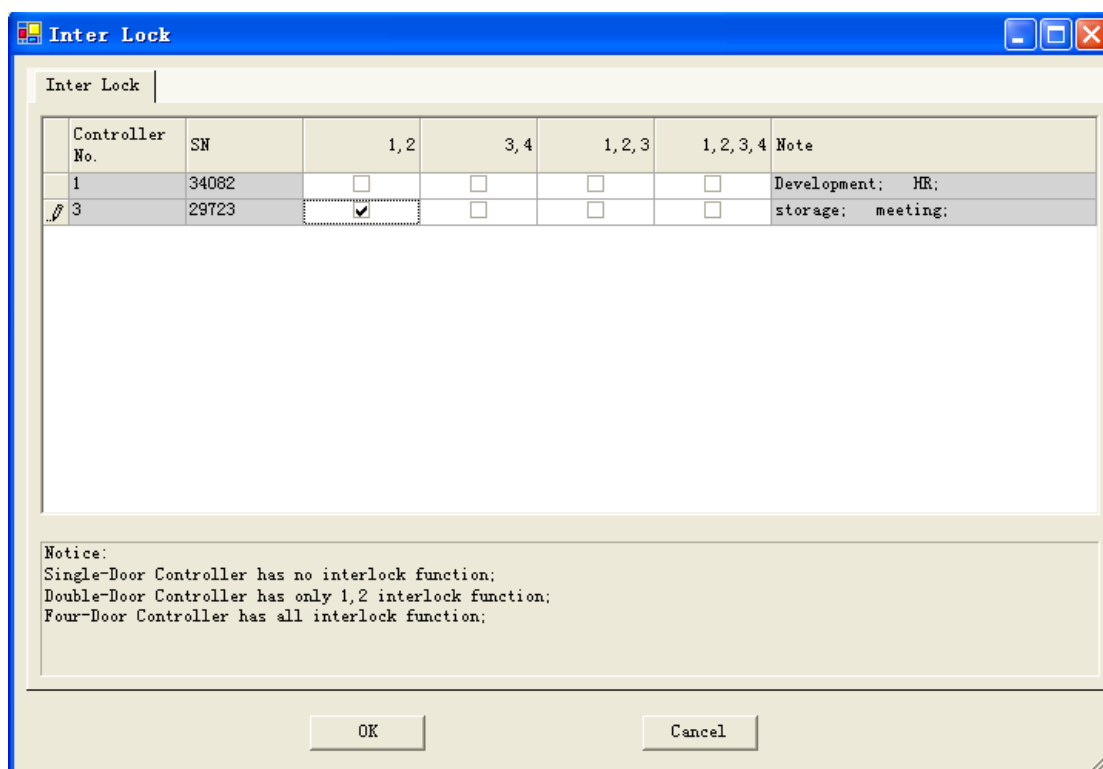 Inter Lock
Inter Lock
Controller No. SN 1,2 3,4 1,2,3 1,2,3,4 Note
1 34082 Development; HR;
3 29723 storage; meeting;
Notice:
Single-Door Controller has no interlock function;
Double-Door Controller has only 1,2 interlock function;
Four-Door Controller has all interlock function;
OK Cancel